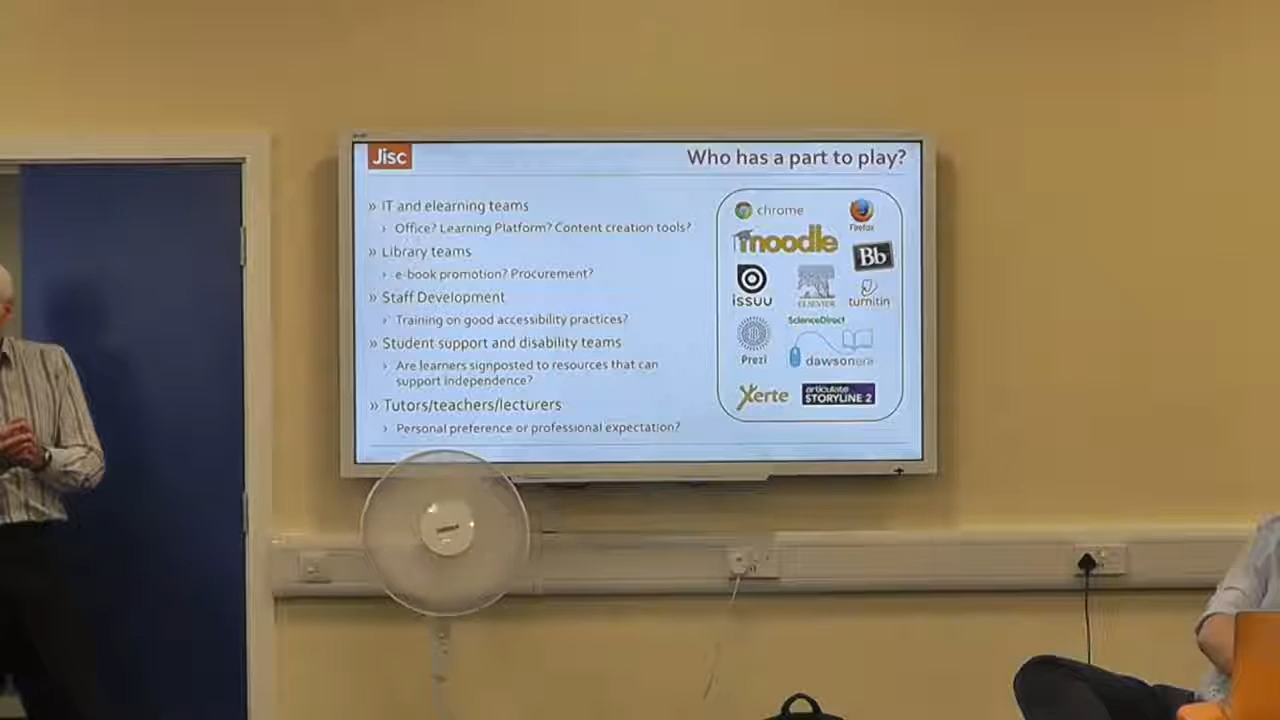 Jisc
Who has a part to play?
» IT and elearning teams
› Office? Learning Platform? Content creation tools?
» Library teams
› e-book promotion? Procurement?
» Staff Development
› Training on good accessibility practices?
» Student support and disability teams
› Are learners signposted to resources that can
support independence?
» Tutors/teachers/lecturers
› Personal preference or professional expectation?
chrome
Firefox
moodle
Bb
issuu
ELSEVIER
turnitin
ScienceDirect
Prezi
dawsonera
Xerte
articulate
STORYLINE 2